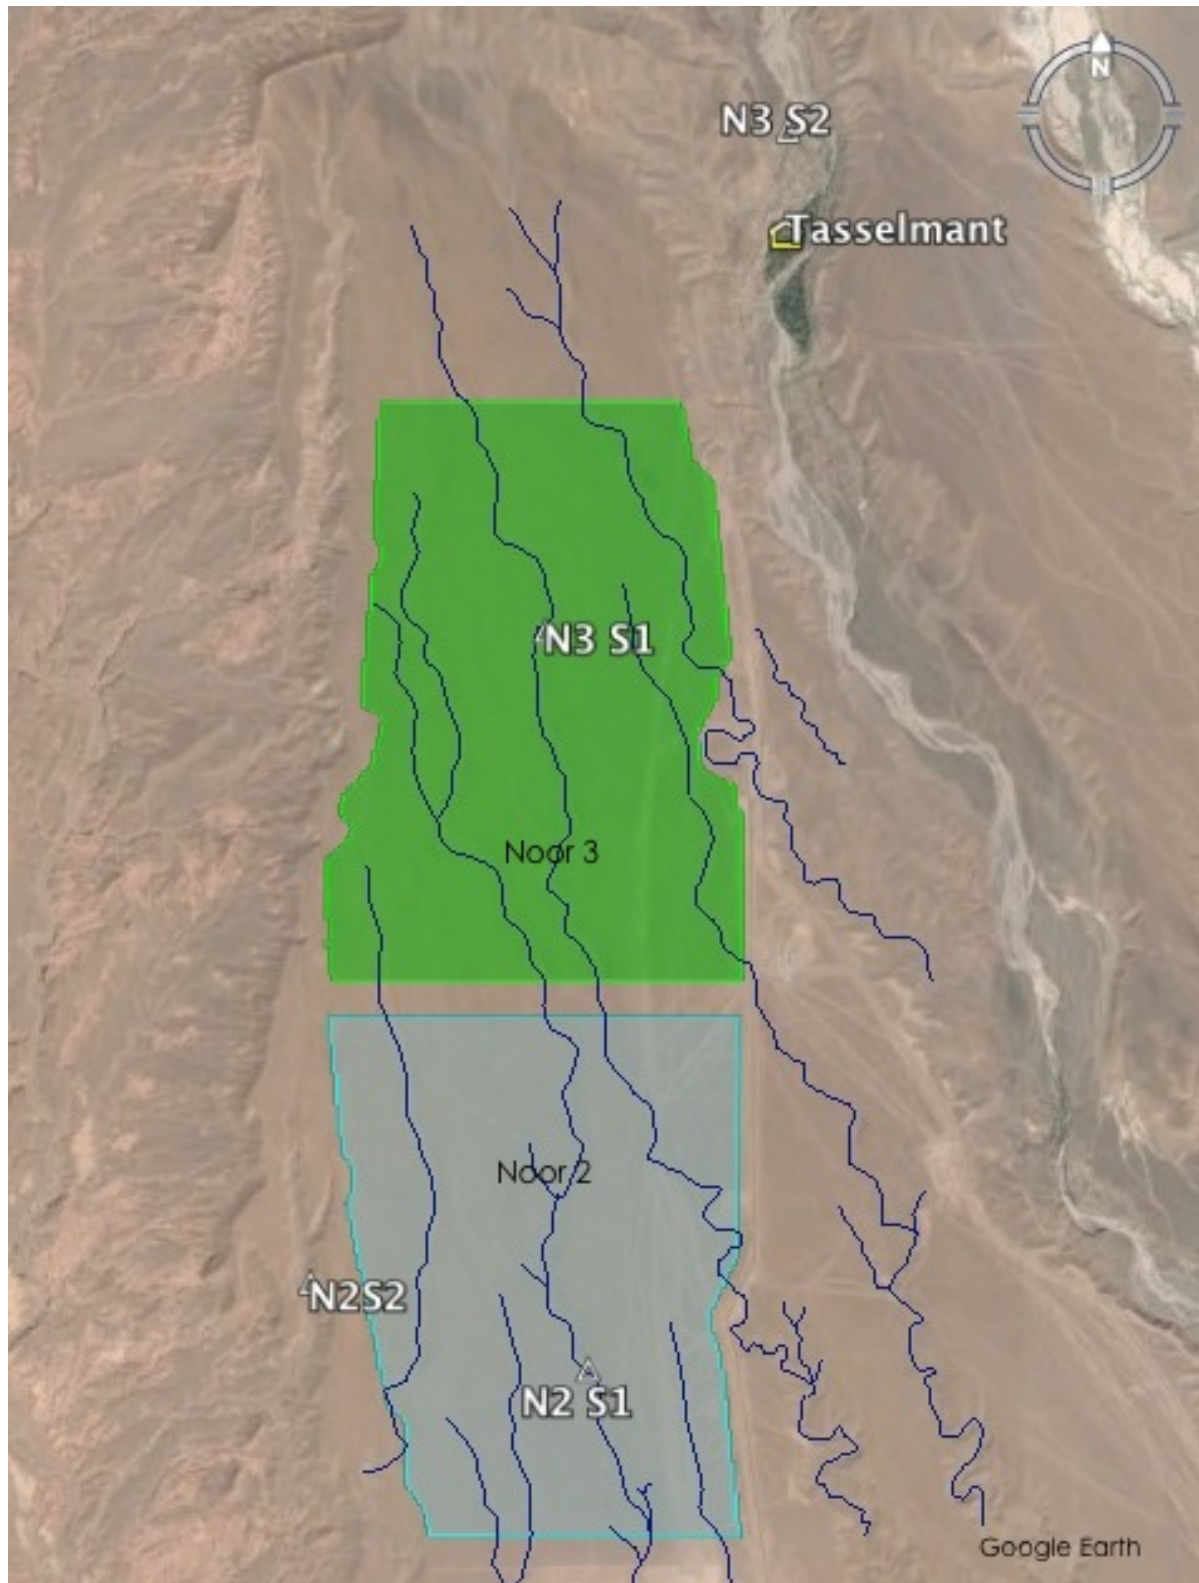 N
N3 S2
Tasselmant
N3 S1
Noor 3
Noor 2
N2S2
N2 S1
Google Earth